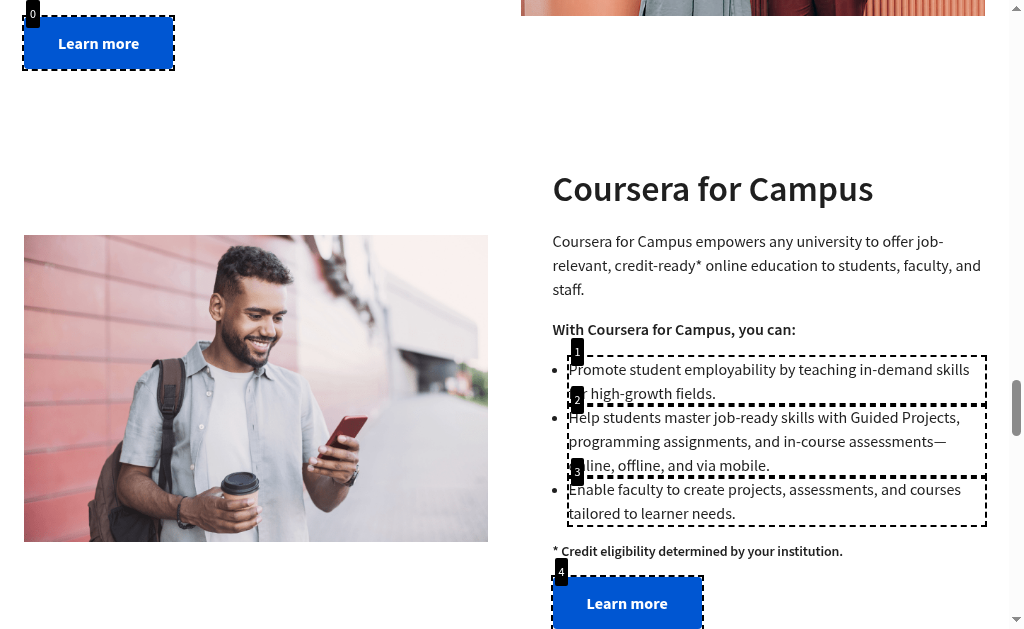 0
Learn more
Coursera for Campus
Coursera for Campus empowers any university to offer job-
relevant, credit-ready* online education to students, faculty, and
staff.
With Coursera for Campus, you can:
1
Promote student employability by teaching in-demand skills
high-growth fields.
2
Help students master job-ready skills with Guided Projects,
programming assignments, and in-course assessments—
online, offline, and via mobile.
3
Enable faculty to create projects, assessments, and courses
tailored to learner needs.
* Credit eligibility determined by your institution.
4
Learn more